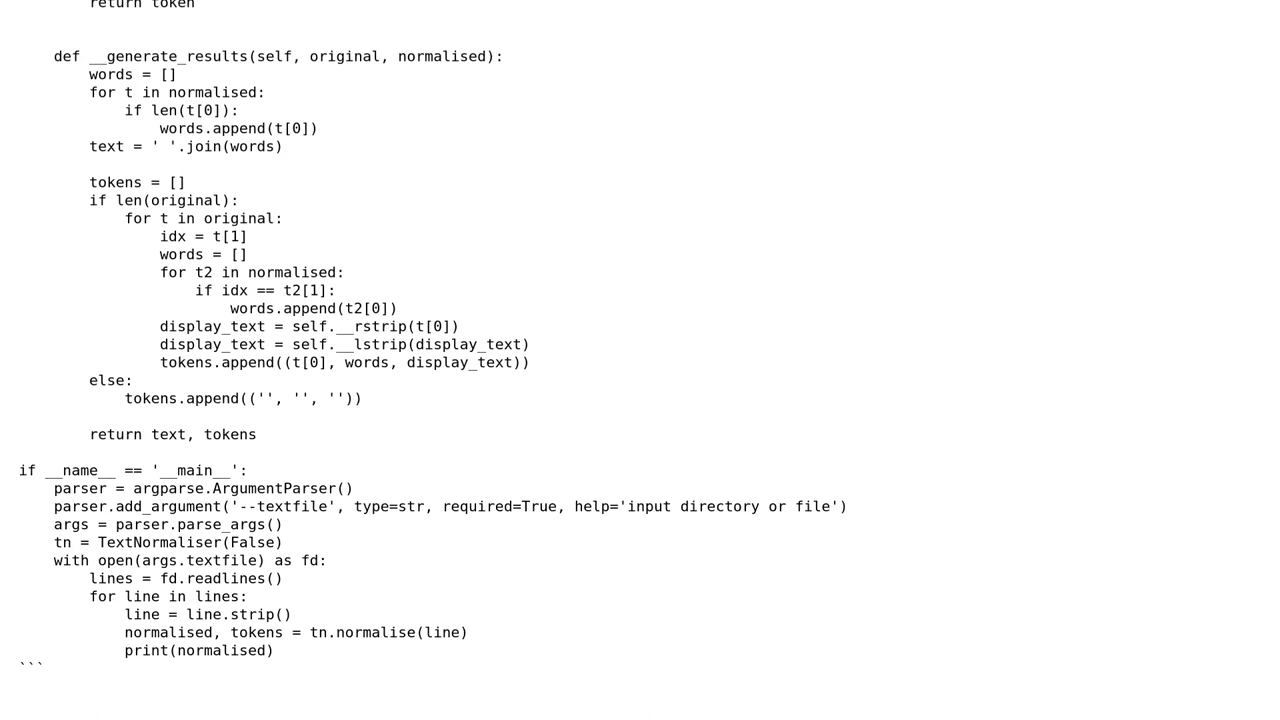 return token
    def __generate_results(self, original, normalised):
        words = []
        for t in normalised:
            if len(t[0]):
                words.append(t[0])
        text = ' '.join(words)
        tokens = []
        if len(original):
            for t in original:
                idx = t[1]
                words = []
                for t2 in normalised:
                    if idx == t2[1]:
                        words.append(t2[0])
                display_text = self.__rstrip(t[0])
                display_text = self.__lstrip(display_text)
                tokens.append((t[0], words, display_text))
        else:
            tokens.append(('', '', ''))
        return text, tokens
if __name__ == '__main__':
    parser = argparse.ArgumentParser()
    parser.add_argument('--textfile', type=str, required=True, help='input directory or file')
    args = parser.parse_args()
    tn = TextNormaliser(False)
    with open(args.textfile) as fd:
        lines = fd.readlines()
        for line in lines:
            line = line.strip()
            normalised, tokens = tn.normalise(line)
            print(normalised)
```